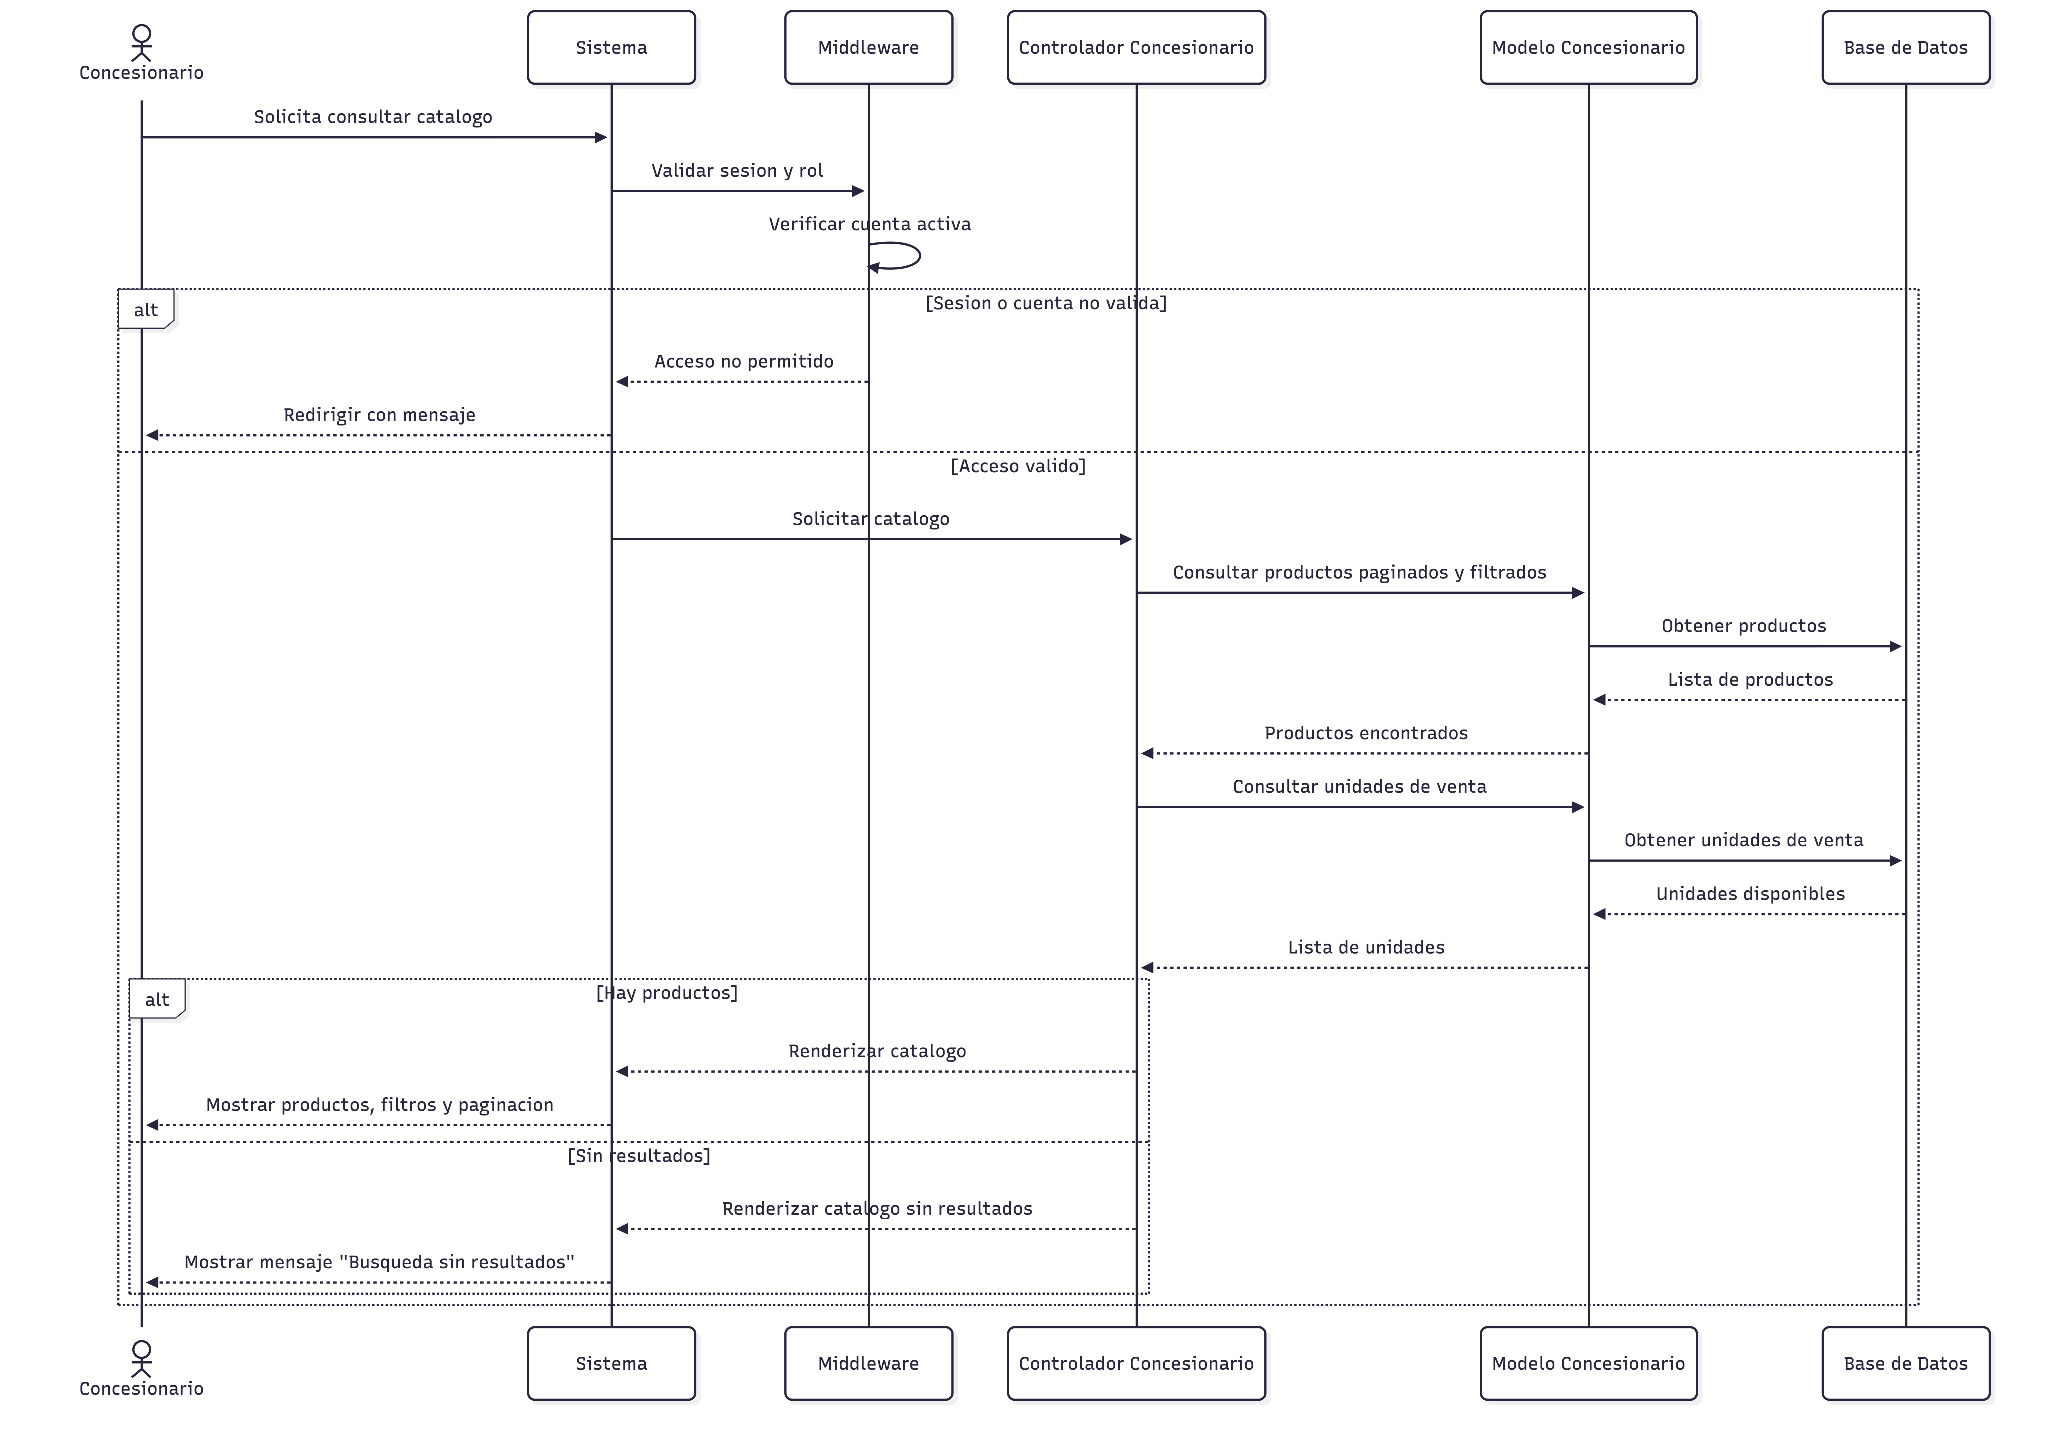 Concesionario
Sistema
Middleware
Controlador Concesionario
Modelo Concesionario
Base de Datos
Solicita consultar catalogo
Validar sesion y rol
Verificar cuenta activa
alt
[Sesion o cuenta no valida]
Acceso no permitido
Redirigir con mensaje
[Acceso valido]
Solicitar catalogo
Consultar productos paginados y filtrados
Obtener productos
Lista de productos
Productos encontrados
Consultar unidades de venta
Obtener unidades de venta
Unidades disponibles
Lista de unidades
alt
[Hay productos]
Renderizar catalogo
Mostrar productos, filtros y paginacion
[Sin resultados]
Renderizar catalogo sin resultados
Mostrar mensaje "Busqueda sin resultados"
Concesionario
Sistema
Middleware
Controlador Concesionario
Modelo Concesionario
Base de Datos